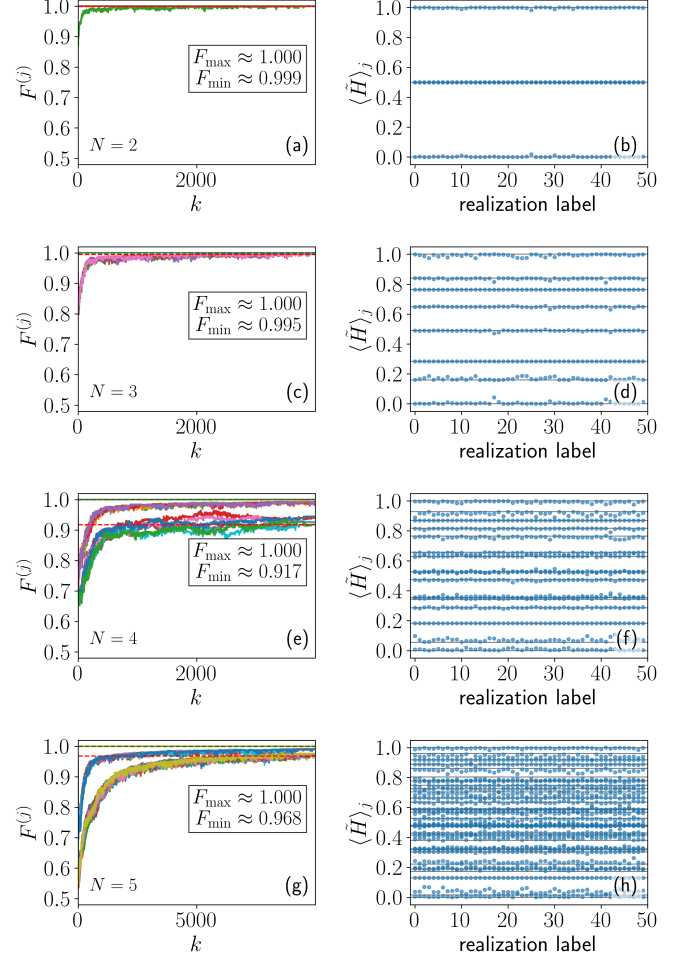 1.0
0.9
0.8
0.7
0.6
0.5
F^{(j)}
F_max ≈ 1.000
F_min ≈ 0.999
N = 2
(a)
0 2000
k
1.0
0.8
0.6
0.4
0.2
0.0
⟨H̃⟩_j
(b)
0 10 20 30 40 50
realization label
1.0
0.9
0.8
0.7
0.6
0.5
F^{(j)}
F_max ≈ 1.000
F_min ≈ 0.995
N = 3
(c)
0 2000
k
1.0
0.8
0.6
0.4
0.2
0.0
⟨H̃⟩_j
(d)
0 10 20 30 40 50
realization label
1.0
0.9
0.8
0.7
0.6
0.5
F^{(j)}
F_max ≈ 1.000
F_min ≈ 0.917
N = 4
(e)
0 2000
k
1.0
0.8
0.6
0.4
0.2
0.0
⟨H̃⟩_j
(f)
0 10 20 30 40 50
realization label
1.0
0.9
0.8
0.7
0.6
0.5
F^{(j)}
F_max ≈ 1.000
F_min ≈ 0.968
N = 5
(g)
0 5000
k
1.0
0.8
0.6
0.4
0.2
0.0
⟨H̃⟩_j
(h)
0 10 20 30 40 50
realization label